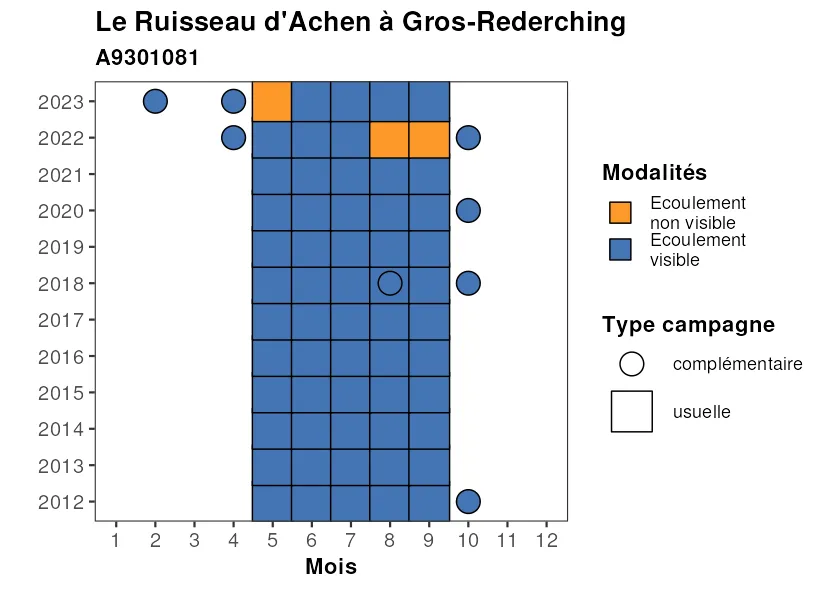 Le Ruisseau d'Achen à Gros-Rederching
A9301081
2023
2022
2021
2020
2019
2018
2017
2016
2015
2014
2013
2012
1 2 3 4 5 6 7 8 9 10 11 12
Mois
Modalités
Ecoulement
non visible
Ecoulement
visible
Type campagne
complémentaire
usuelle